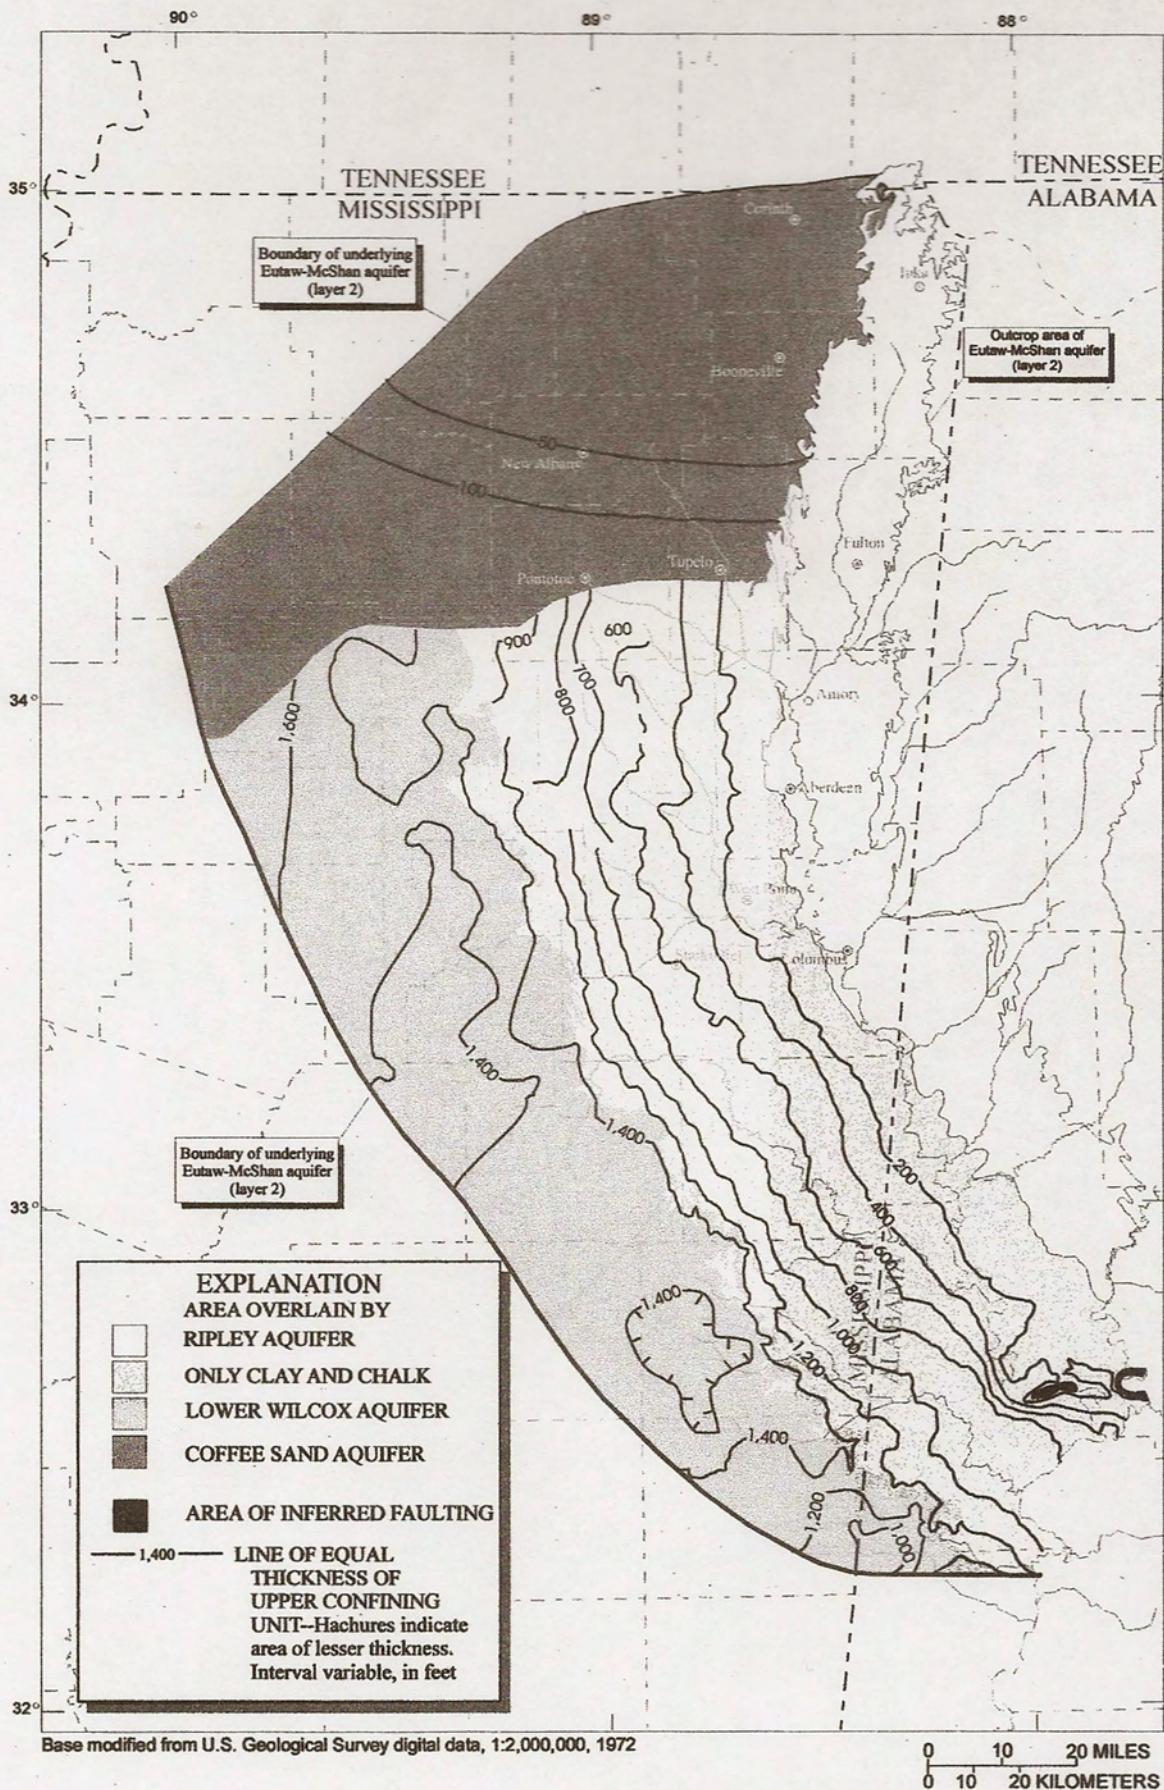 90°
89°
88°
35°
TENNESSEE
MISSISSIPPI
TENNESSEE
ALABAMA
Corinth
Iuka
Boundary of underlying
Eutaw-McShan aquifer
(layer 2)
Outcrop area of
Eutaw-McShan aquifer
(layer 2)
Booneville
50
New Albany
100
Fulton
Tupelo
Pontotoc
900
600
700
800
34°
Amory
1,600
Aberdeen
West Point
Starkville
Columbus
1,400
1,400
Boundary of underlying
Eutaw-McShan aquifer
(layer 2)
200
33°
400
600
MISSISSIPPI
ALABAMA
800
1,000
1,200
1,400
1,400
1,200
1,000
EXPLANATION
AREA OVERLAIN BY
RIPLEY AQUIFER
ONLY CLAY AND CHALK
LOWER WILCOX AQUIFER
COFFEE SAND AQUIFER
AREA OF INFERRED FAULTING
1,400 LINE OF EQUAL
THICKNESS OF
UPPER CONFINING
UNIT--Hachures indicate
area of lesser thickness.
Interval variable, in feet
32°
Base modified from U.S. Geological Survey digital data, 1:2,000,000, 1972
0 10 20 MILES
0 10 20 KILOMETERS